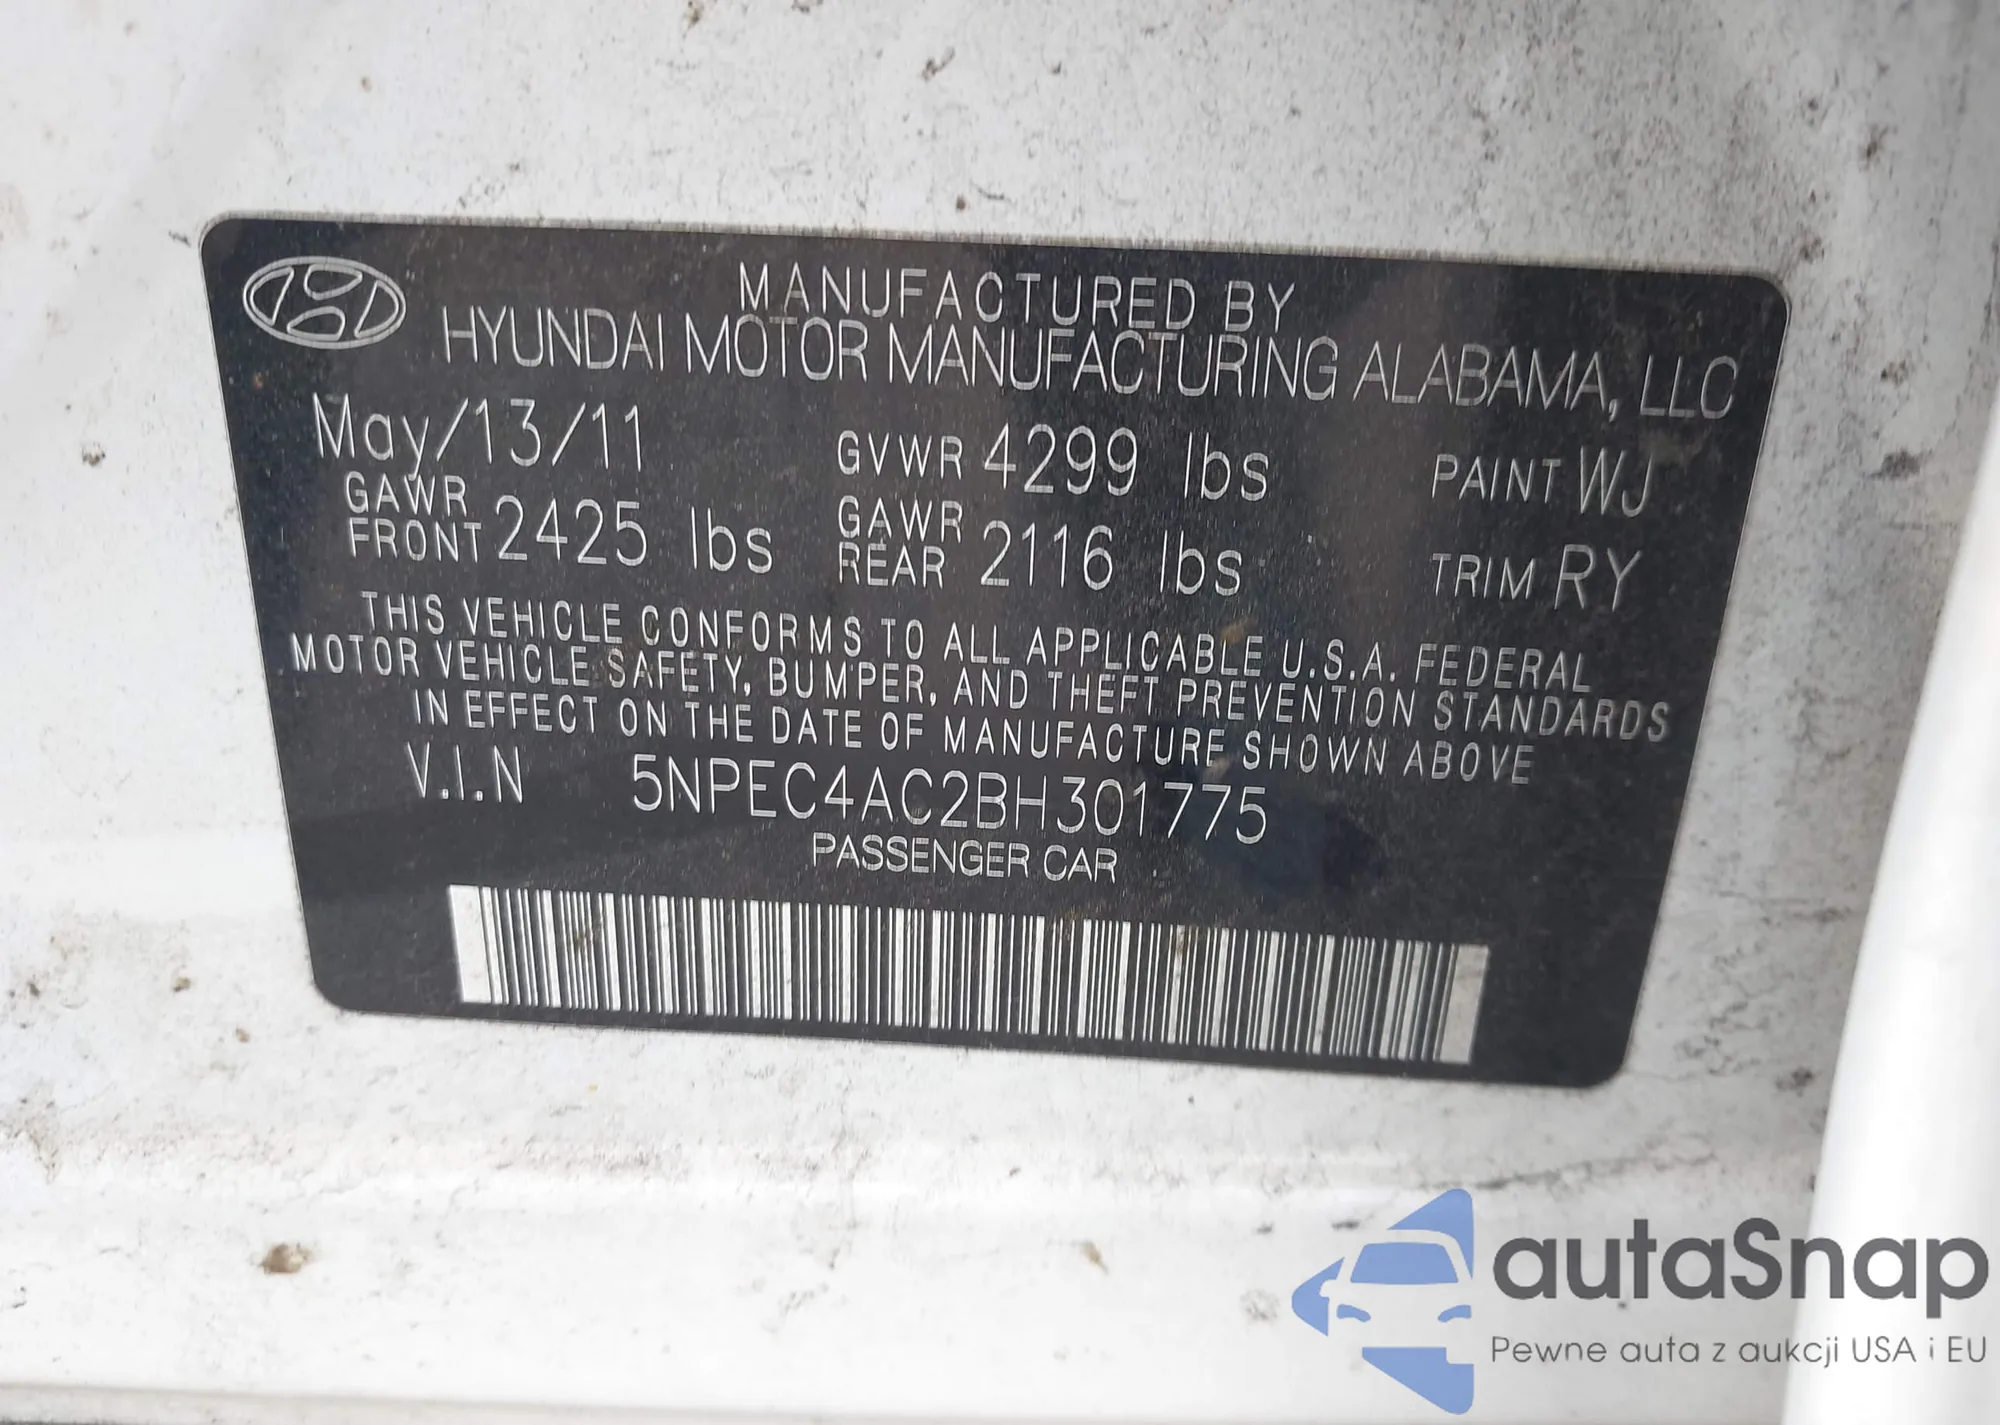 MANUFACTURED BY
HYUNDAI MOTOR MANUFACTURING ALABAMA, LLC
May/13/11 GVWR 4299 lbs PAINT WJ
GAWR FRONT 2425 lbs GAWR REAR 2116 lbs TRIM RY
THIS VEHICLE CONFORMS TO ALL APPLICABLE U.S.A. FEDERAL
MOTOR VEHICLE SAFETY, BUMPER, AND THEFT PREVENTION STANDARDS
IN EFFECT ON THE DATE OF MANUFACTURE SHOWN ABOVE
V.I.N 5NPEC4AC2BH301775
PASSENGER CAR
autaSnap
Pewne auta z aukcji USA i EU